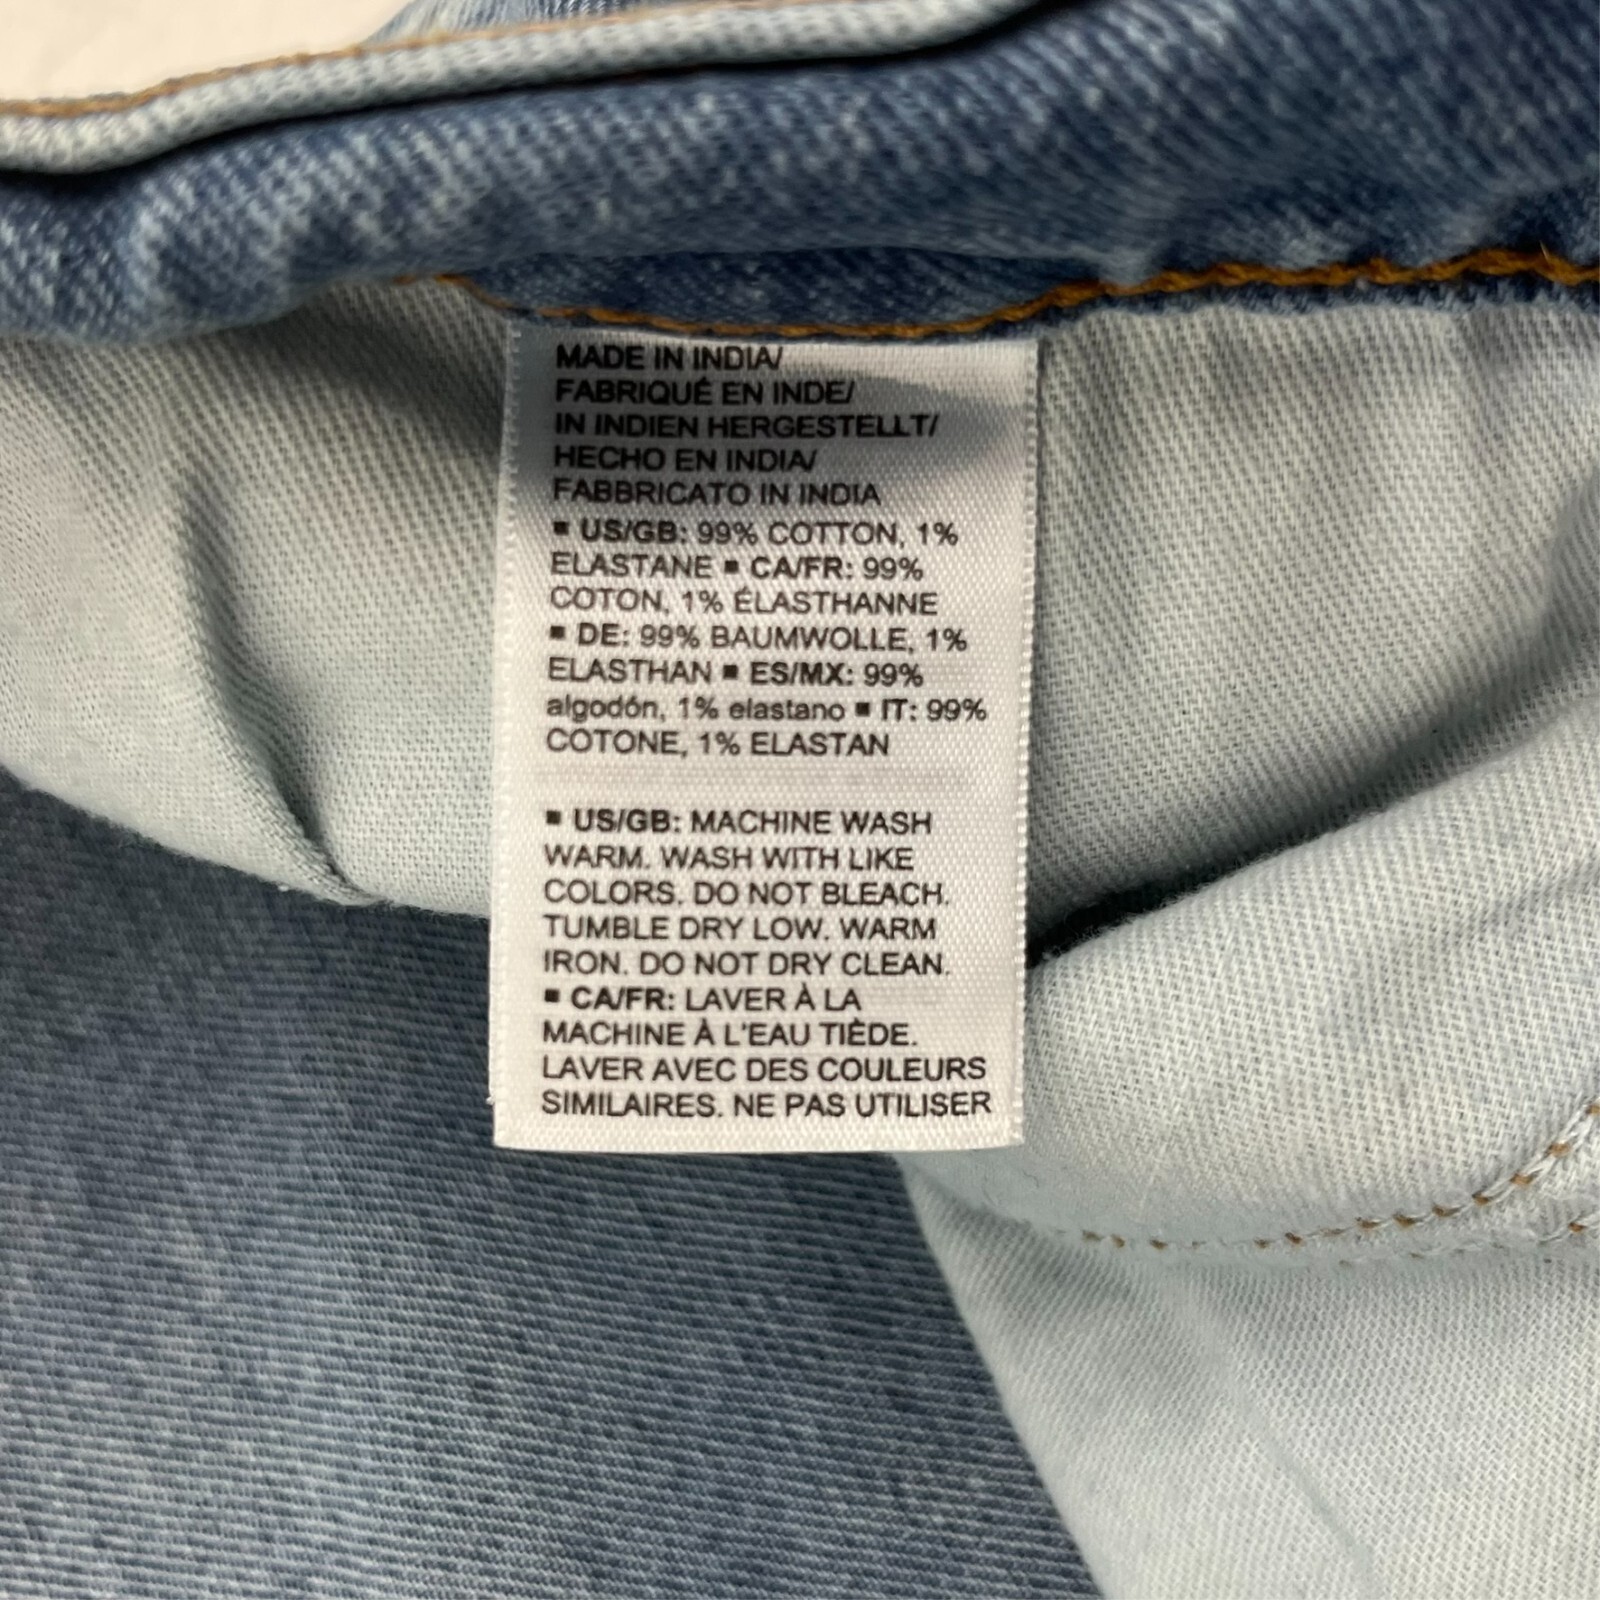 MADE IN INDIA/
FABRIQUÉ EN INDE/
IN INDIEN HERGESTELLT/
HECHO EN INDIA/
FABBRICATO IN INDIA
▪ US/GB: 99% COTTON, 1%
ELASTANE ▪ CA/FR: 99%
COTON, 1% ÉLASTHANNE
▪ DE: 99% BAUMWOLLE, 1%
ELASTHAN ▪ ES/MX: 99%
algodón, 1% elastano ▪ IT: 99%
COTONE, 1% ELASTAN
▪ US/GB: MACHINE WASH
WARM. WASH WITH LIKE
COLORS. DO NOT BLEACH.
TUMBLE DRY LOW. WARM
IRON. DO NOT DRY CLEAN.
▪ CA/FR: LAVER À LA
MACHINE À L'EAU TIÈDE.
LAVER AVEC DES COULEURS
SIMILAIRES. NE PAS UTILISER